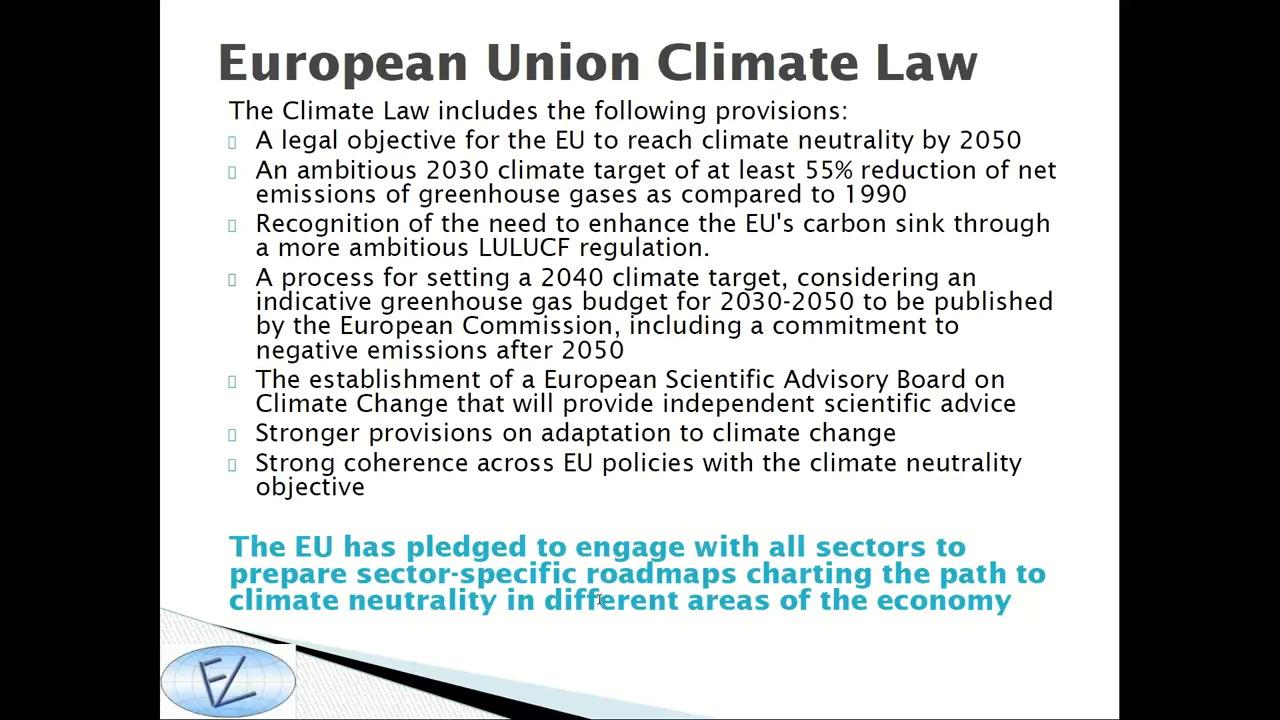 European Union Climate Law
The Climate Law includes the following provisions:
A legal objective for the EU to reach climate neutrality by 2050
An ambitious 2030 climate target of at least 55% reduction of net
emissions of greenhouse gases as compared to 1990
Recognition of the need to enhance the EU's carbon sink through
a more ambitious LULUCF regulation.
A process for setting a 2040 climate target, considering an
indicative greenhouse gas budget for 2030-2050 to be published
by the European Commission, including a commitment to
negative emissions after 2050
The establishment of a European Scientific Advisory Board on
Climate Change that will provide independent scientific advice
Stronger provisions on adaptation to climate change
Strong coherence across EU policies with the climate neutrality
objective
The EU has pledged to engage with all sectors to
prepare sector-specific roadmaps charting the path to
climate neutrality in different areas of the economy
EL